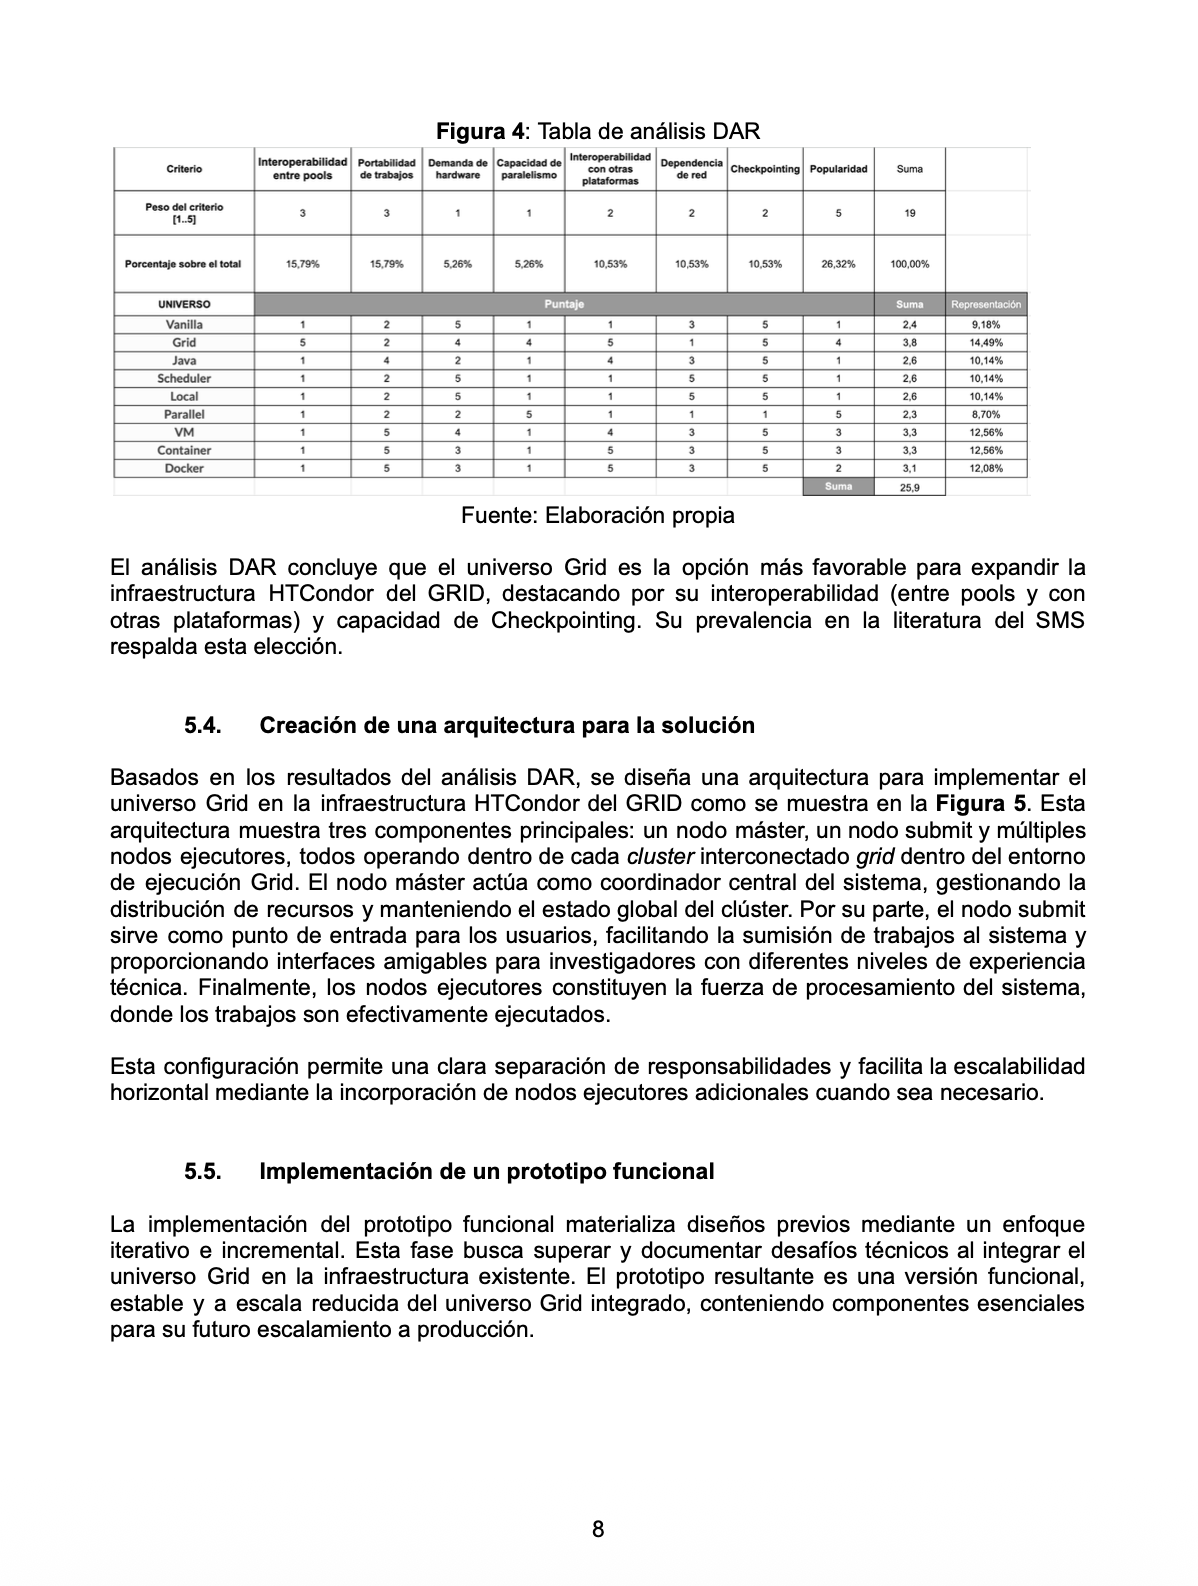 Figura 4: Tabla de análisis DAR
Criterio Interoperabilidad entre pools Portabilidad de trabajos Demanda de hardware Capacidad de paralelismo Interoperabilidad con otras plataformas Dependencia de red Checkpointing Popularidad Suma
Peso del criterio [1..5] 3 3 1 1 2 2 2 5 19
Porcentaje sobre el total 15,79% 15,79% 5,26% 5,26% 10,53% 10,53% 10,53% 26,32% 100,00%
UNIVERSO Puntaje Suma Representación
Vanilla 1 2 5 1 1 3 5 1 2,4 9,18%
Grid 5 2 4 4 5 1 5 4 3,8 14,49%
Java 1 4 2 1 4 3 5 1 2,6 10,14%
Scheduler 1 2 5 1 1 5 5 1 2,6 10,14%
Local 1 2 5 1 1 5 5 1 2,6 10,14%
Parallel 1 2 2 5 1 1 1 5 2,3 8,70%
VM 1 5 4 1 4 3 5 3 3,3 12,56%
Container 1 5 3 1 5 3 5 3 3,3 12,56%
Docker 1 5 3 1 5 3 5 2 3,1 12,08%
Suma 25,9
Fuente: Elaboración propia
El análisis DAR concluye que el universo Grid es la opción más favorable para expandir la
infraestructura HTCondor del GRID, destacando por su interoperabilidad (entre pools y con
otras plataformas) y capacidad de Checkpointing. Su prevalencia en la literatura del SMS
respalda esta elección.
5.4. Creación de una arquitectura para la solución
Basados en los resultados del análisis DAR, se diseña una arquitectura para implementar el
universo Grid en la infraestructura HTCondor del GRID como se muestra en la Figura 5. Esta
arquitectura muestra tres componentes principales: un nodo máster, un nodo submit y múltiples
nodos ejecutores, todos operando dentro de cada cluster interconectado grid dentro del entorno
de ejecución Grid. El nodo máster actúa como coordinador central del sistema, gestionando la
distribución de recursos y manteniendo el estado global del clúster. Por su parte, el nodo submit
sirve como punto de entrada para los usuarios, facilitando la sumisión de trabajos al sistema y
proporcionando interfaces amigables para investigadores con diferentes niveles de experiencia
técnica. Finalmente, los nodos ejecutores constituyen la fuerza de procesamiento del sistema,
donde los trabajos son efectivamente ejecutados.
Esta configuración permite una clara separación de responsabilidades y facilita la escalabilidad
horizontal mediante la incorporación de nodos ejecutores adicionales cuando sea necesario.
5.5. Implementación de un prototipo funcional
La implementación del prototipo funcional materializa diseños previos mediante un enfoque
iterativo e incremental. Esta fase busca superar y documentar desafíos técnicos al integrar el
universo Grid en la infraestructura existente. El prototipo resultante es una versión funcional,
estable y a escala reducida del universo Grid integrado, conteniendo componentes esenciales
para su futuro escalamiento a producción.
8